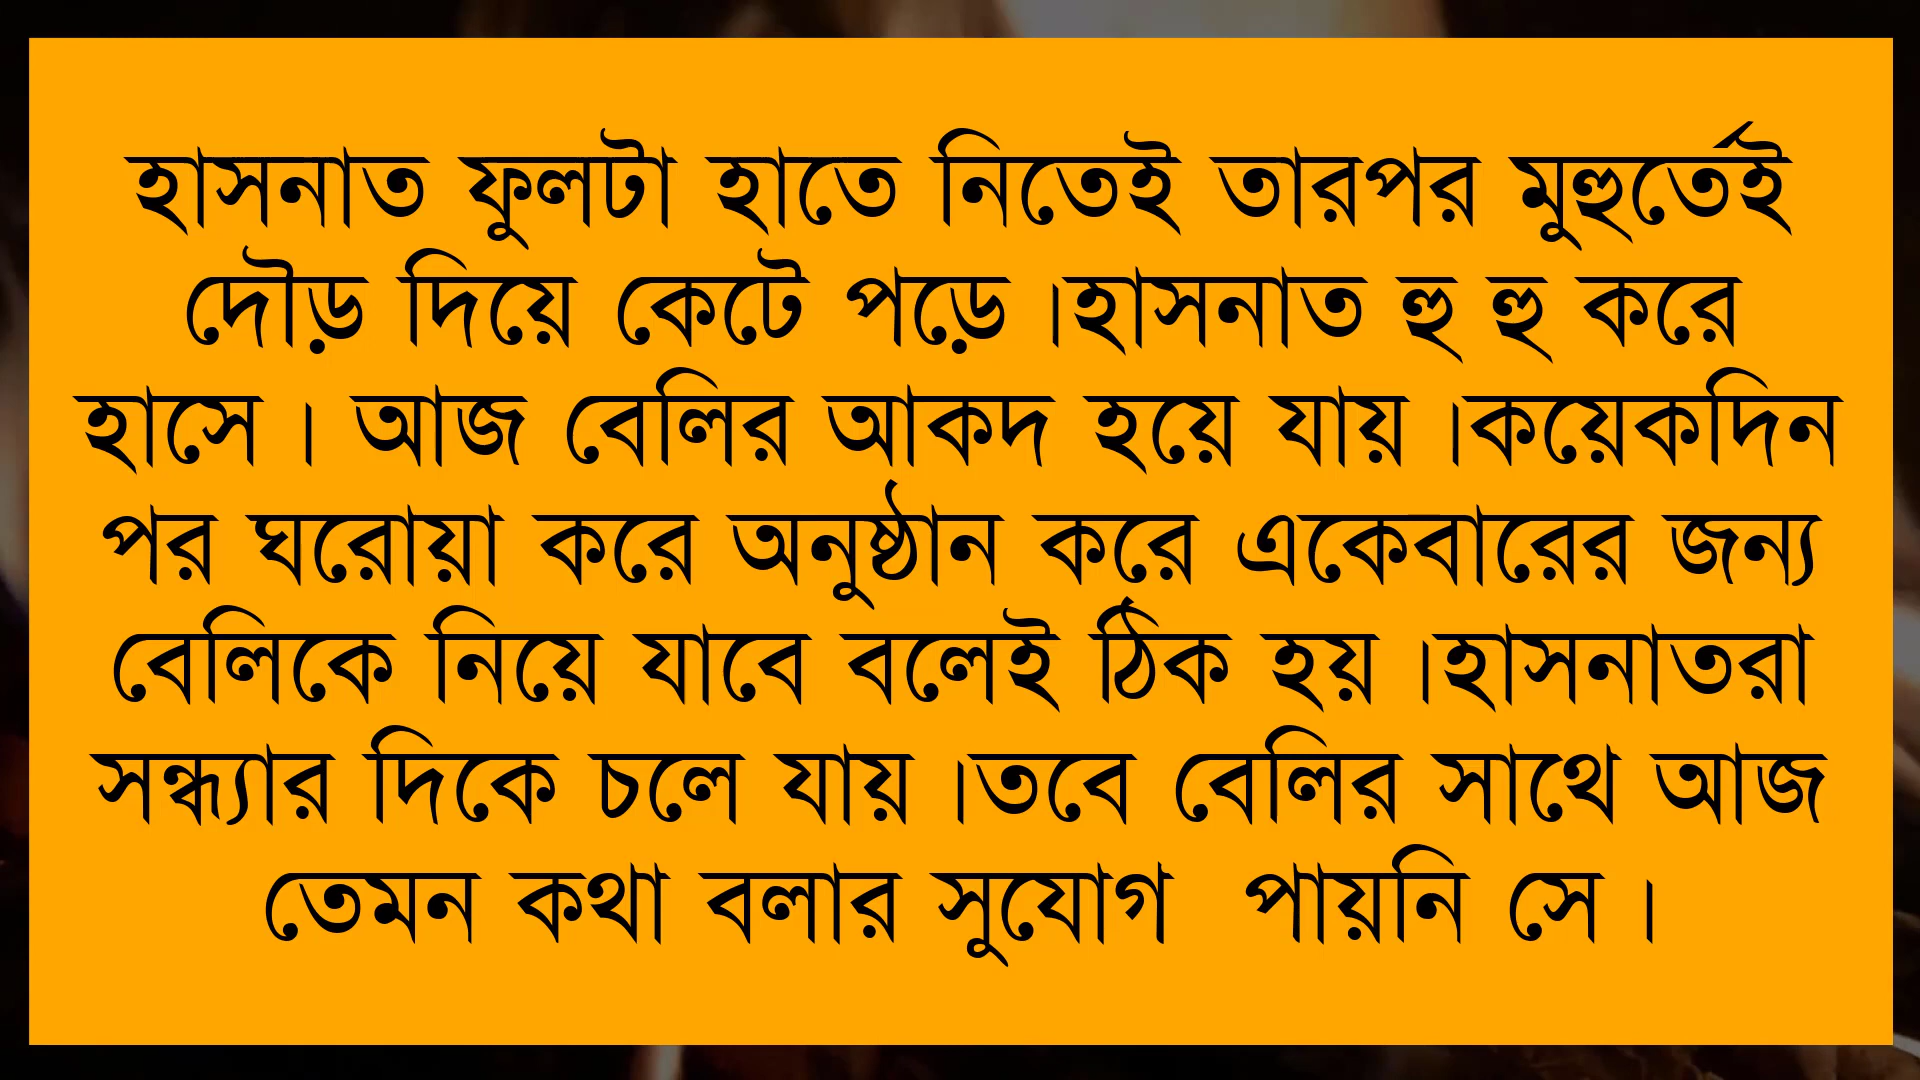 হাসনাত ফুলটা হাতে নিতেই তারপর মুহুর্তেই
দৌড় দিয়ে কেটে পড়ে ।হাসনাত হু হু করে
হাসে । আজ বেলির আকদ হয়ে যায় ।কয়েকদিন
পর ঘরোয়া করে অনুষ্ঠান করে একেবারের জন্য
বেলিকে নিয়ে যাবে বলেই ঠিক হয় ।হাসনাতরা
সন্ধ্যার দিকে চলে যায় ।তবে বেলির সাথে আজ
তেমন কথা বলার সুযোগ  পায়নি সে ।